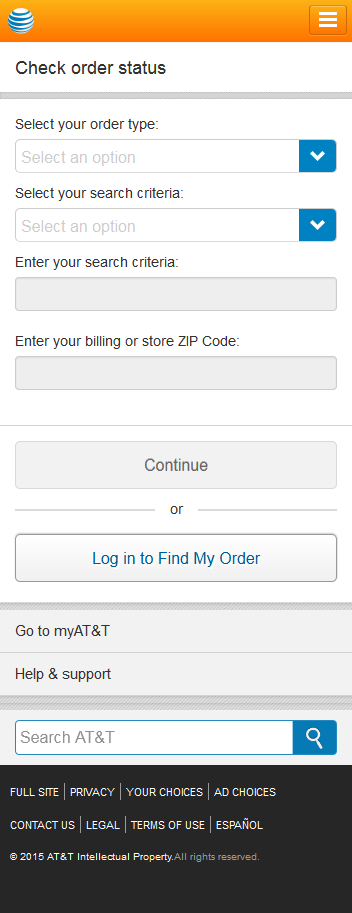 Check order status
Select your order type:
Select an option
Select your search criteria:
Select an option
Enter your search criteria:
Enter your billing or store ZIP Code:
Continue
or
Log in to Find My Order
Go to myAT&T
Help & support
Search AT&T
FULL SITE | PRIVACY | YOUR CHOICES | AD CHOICES
CONTACT US | LEGAL | TERMS OF USE | ESPAÑOL
© 2015 AT&T Intellectual Property.All rights reserved.